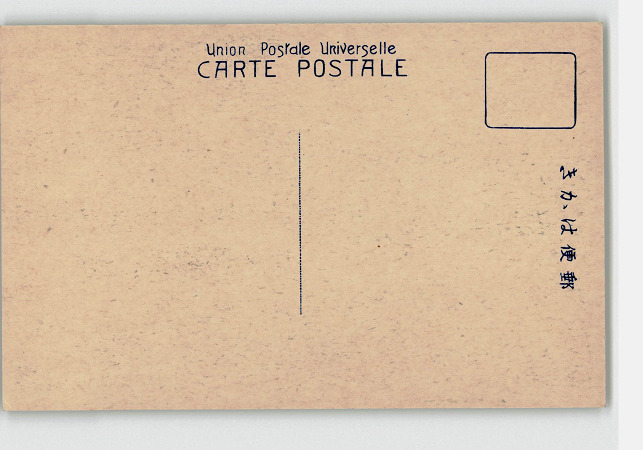 Union Postale Universelle
CARTE POSTALE
きかは便郵